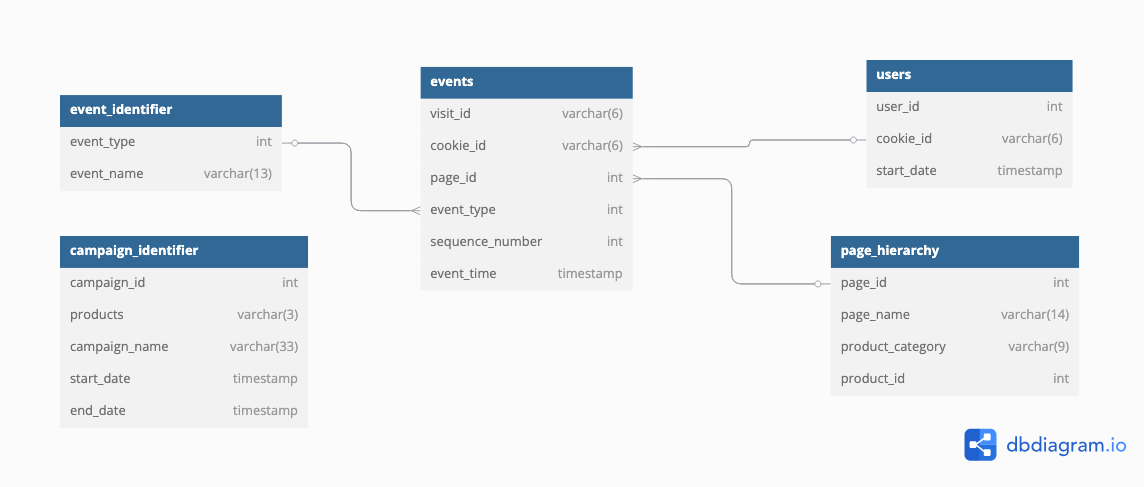 event_identifier
event_type int
event_name varchar(13)
campaign_identifier
campaign_id int
products varchar(3)
campaign_name varchar(33)
start_date timestamp
end_date timestamp
events
visit_id varchar(6)
cookie_id varchar(6)
page_id int
event_type int
sequence_number int
event_time timestamp
users
user_id int
cookie_id varchar(6)
start_date timestamp
page_hierarchy
page_id int
page_name varchar(14)
product_category varchar(9)
product_id int
dbdiagram.io